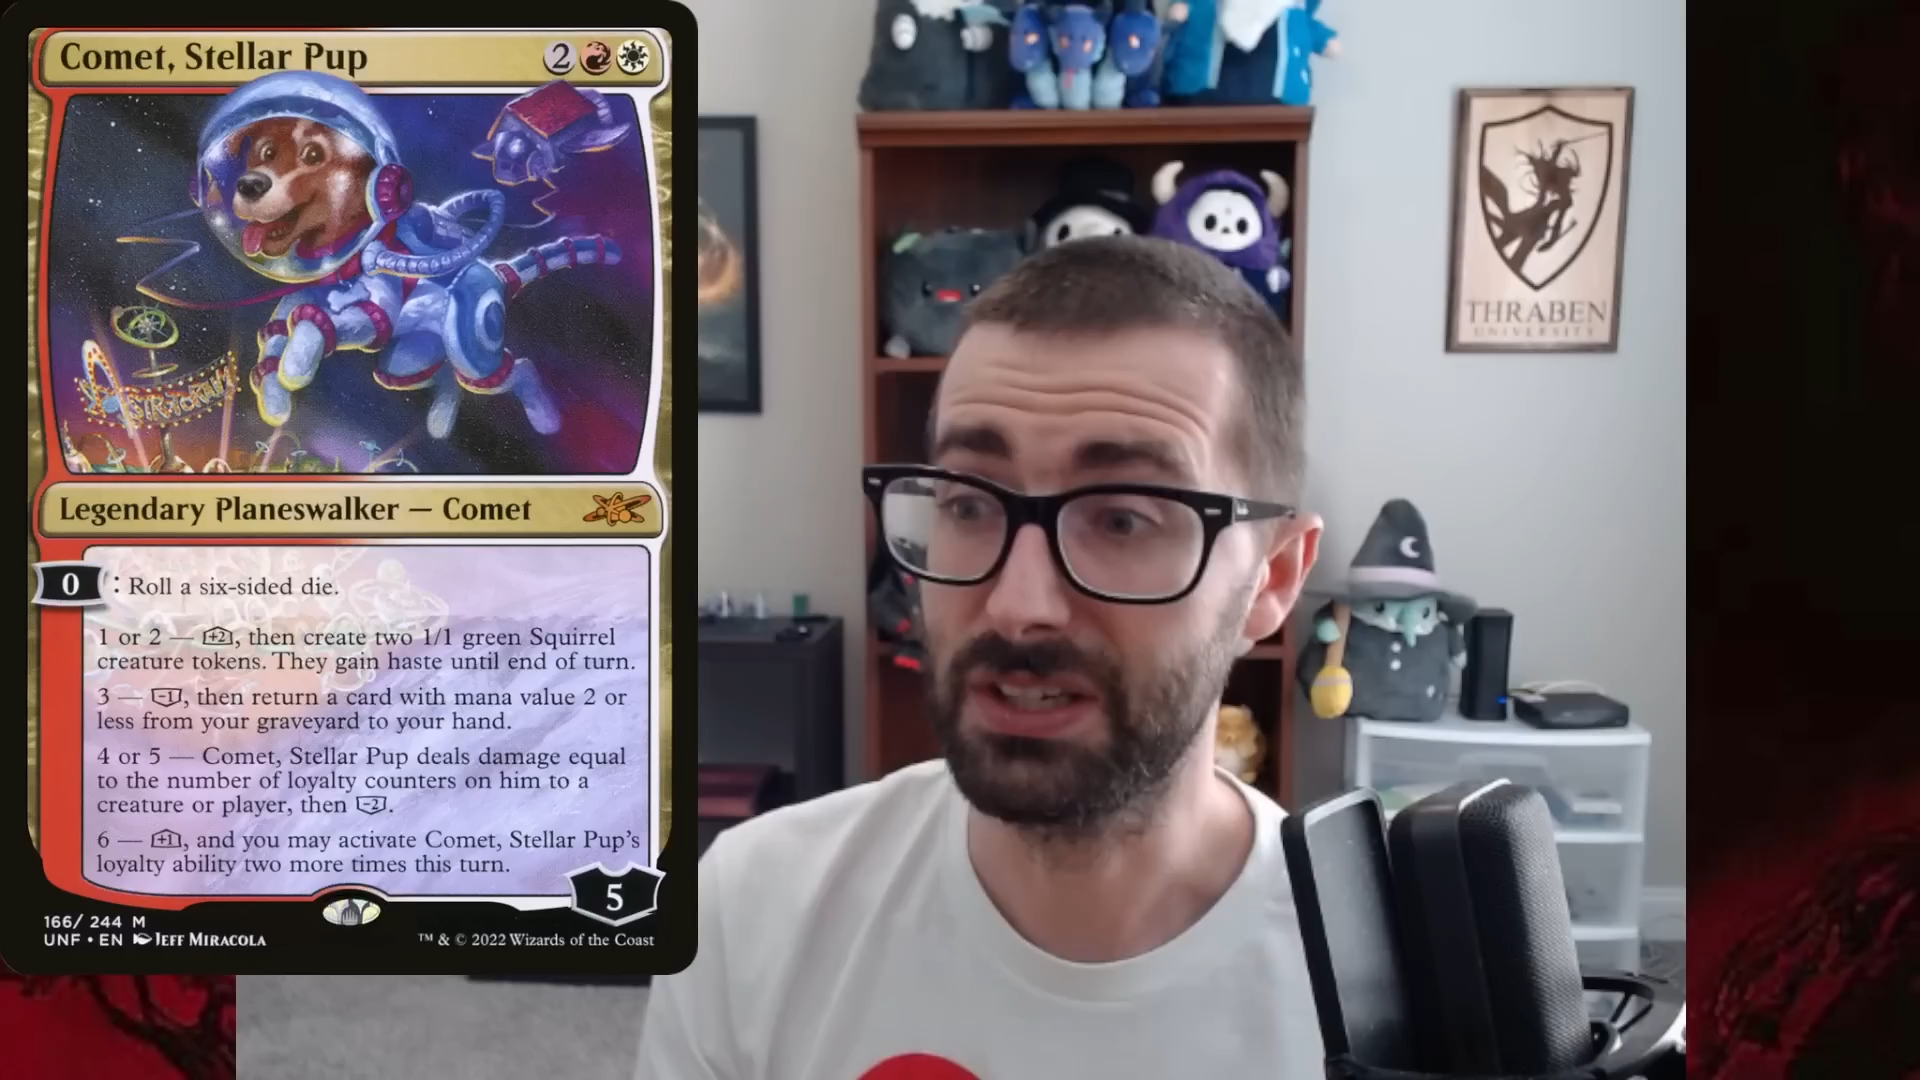 Comet, Stellar Pup
2
ASTROTORIUM
Legendary Planeswalker — Comet
0 : Roll a six-sided die.
1 or 2 — +2, then create two 1/1 green Squirrel
creature tokens. They gain haste until end of turn.
3 — -1, then return a card with mana value 2 or
less from your graveyard to your hand.
4 or 5 — Comet, Stellar Pup deals damage equal
to the number of loyalty counters on him to a
creature or player, then -2.
6 — +1, and you may activate Comet, Stellar Pup's
loyalty ability two more times this turn.
5
166/ 244 M
UNF • EN JEFF MIRACOLA
™ & © 2022 Wizards of the Coast
THRABEN
UNIVERSITY